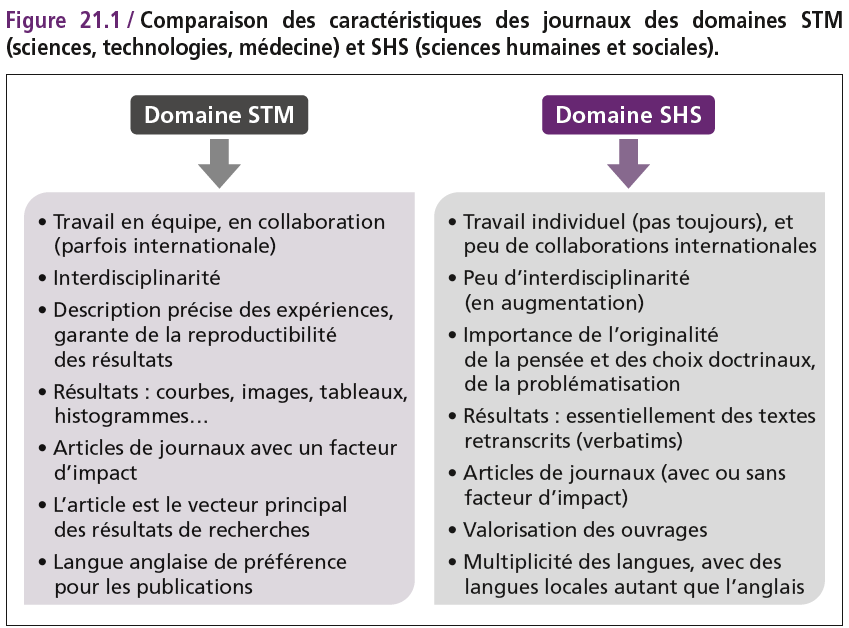 Figure 21.1 / Comparaison des caractéristiques des journaux des domaines STM
(sciences, technologies, médecine) et SHS (sciences humaines et sociales).
Domaine STM
• Travail en équipe, en collaboration
(parfois internationale)
• Interdisciplinarité
• Description précise des expériences,
garante de la reproductibilité
des résultats
• Résultats : courbes, images, tableaux,
histogrammes...
• Articles de journaux avec un facteur
d’impact
• L’article est le vecteur principal
des résultats de recherches
• Langue anglaise de préférence
pour les publications
Domaine SHS
• Travail individuel (pas toujours), et
peu de collaborations internationales
• Peu d’interdisciplinarité
(en augmentation)
• Importance de l’originalité
de la pensée et des choix doctrinaux,
de la problématisation
• Résultats : essentiellement des textes
retranscrits (verbatims)
• Articles de journaux (avec ou sans
facteur d’impact)
• Valorisation des ouvrages
• Multiplicité des langues, avec des
langues locales autant que l’anglais